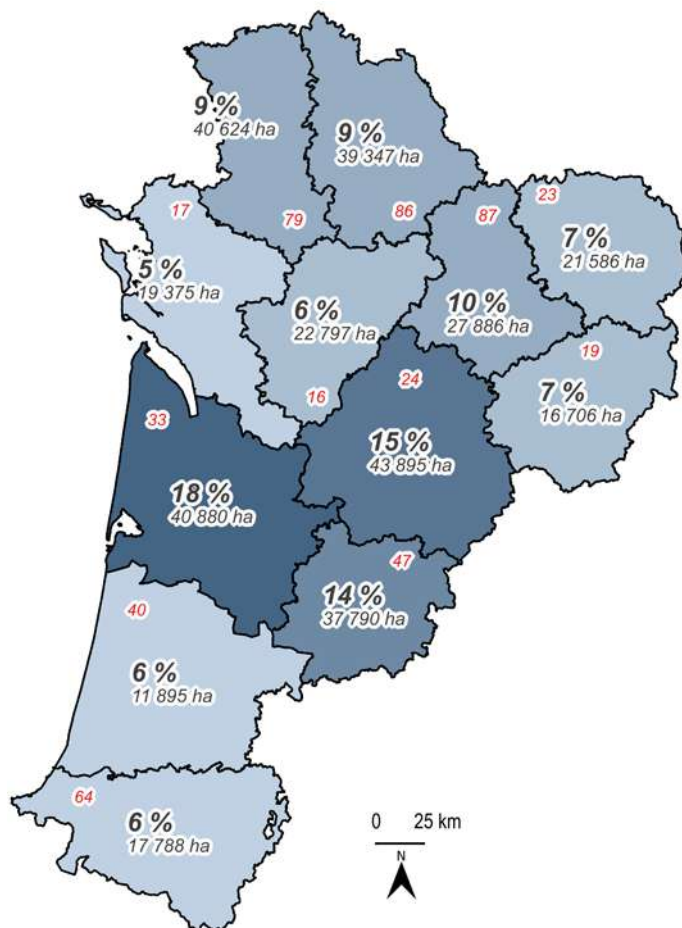 9 %
40 624 ha
79
9 %
39 347 ha
86
17
5 %
19 375 ha
6 %
22 797 ha
16
87
10 %
27 886 ha
23
7 %
21 586 ha
19
7 %
16 706 ha
24
15 %
43 895 ha
33
18 %
40 880 ha
47
14 %
37 790 ha
40
6 %
11 895 ha
64
6 %
17 788 ha
0 25 km
N